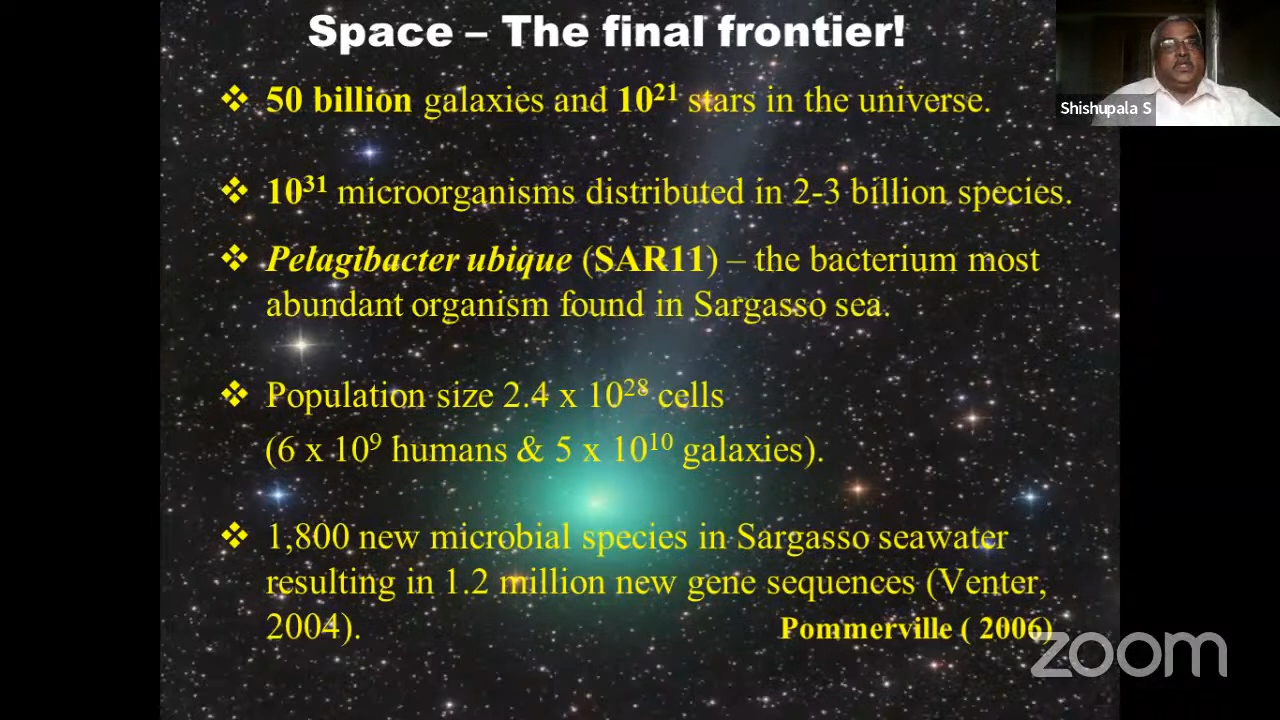 Space – The final frontier!
Shishupala S
❖ 50 billion galaxies and 10²¹ stars in the universe.
❖ 10³¹ microorganisms distributed in 2-3 billion species.
❖ Pelagibacter ubique (SAR11) – the bacterium most
abundant organism found in Sargasso sea.
❖ Population size 2.4 x 10²⁸ cells
(6 x 10⁹ humans & 5 x 10¹⁰ galaxies).
❖ 1,800 new microbial species in Sargasso seawater
resulting in 1.2 million new gene sequences (Venter,
2004).
Pommerville ( 2006)
zoom